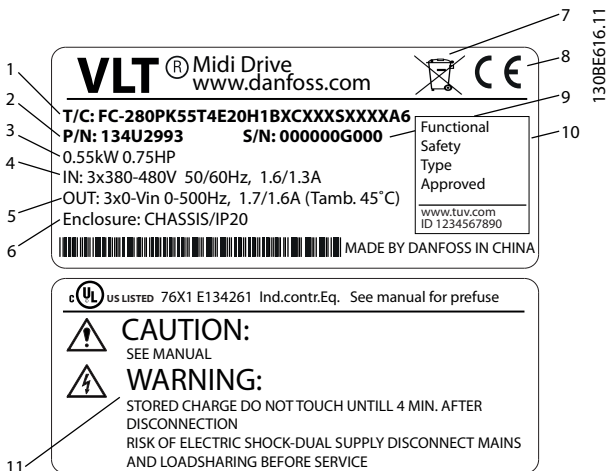 130BE616.11
1
2
3
4
5
6
7
8
9
10
11
VLT ® Midi Drive
www.danfoss.com
CE
T/C: FC-280PK55T4E20H1BXCXXXSXXXXA6
P/N: 134U2993 S/N: 000000G000
0.55kW 0.75HP
IN: 3x380-480V 50/60Hz, 1.6/1.3A
OUT: 3x0-Vin 0-500Hz, 1.7/1.6A (Tamb. 45˚C)
Enclosure: CHASSIS/IP20
Functional
Safety
Type
Approved
www.tuv.com
ID 1234567890
MADE BY DANFOSS IN CHINA
c UL US LISTED 76X1 E134261 Ind.contr.Eq. See manual for prefuse
CAUTION:
SEE MANUAL
WARNING:
STORED CHARGE DO NOT TOUCH UNTILL 4 MIN. AFTER
DISCONNECTION
RISK OF ELECTRIC SHOCK-DUAL SUPPLY DISCONNECT MAINS
AND LOADSHARING BEFORE SERVICE